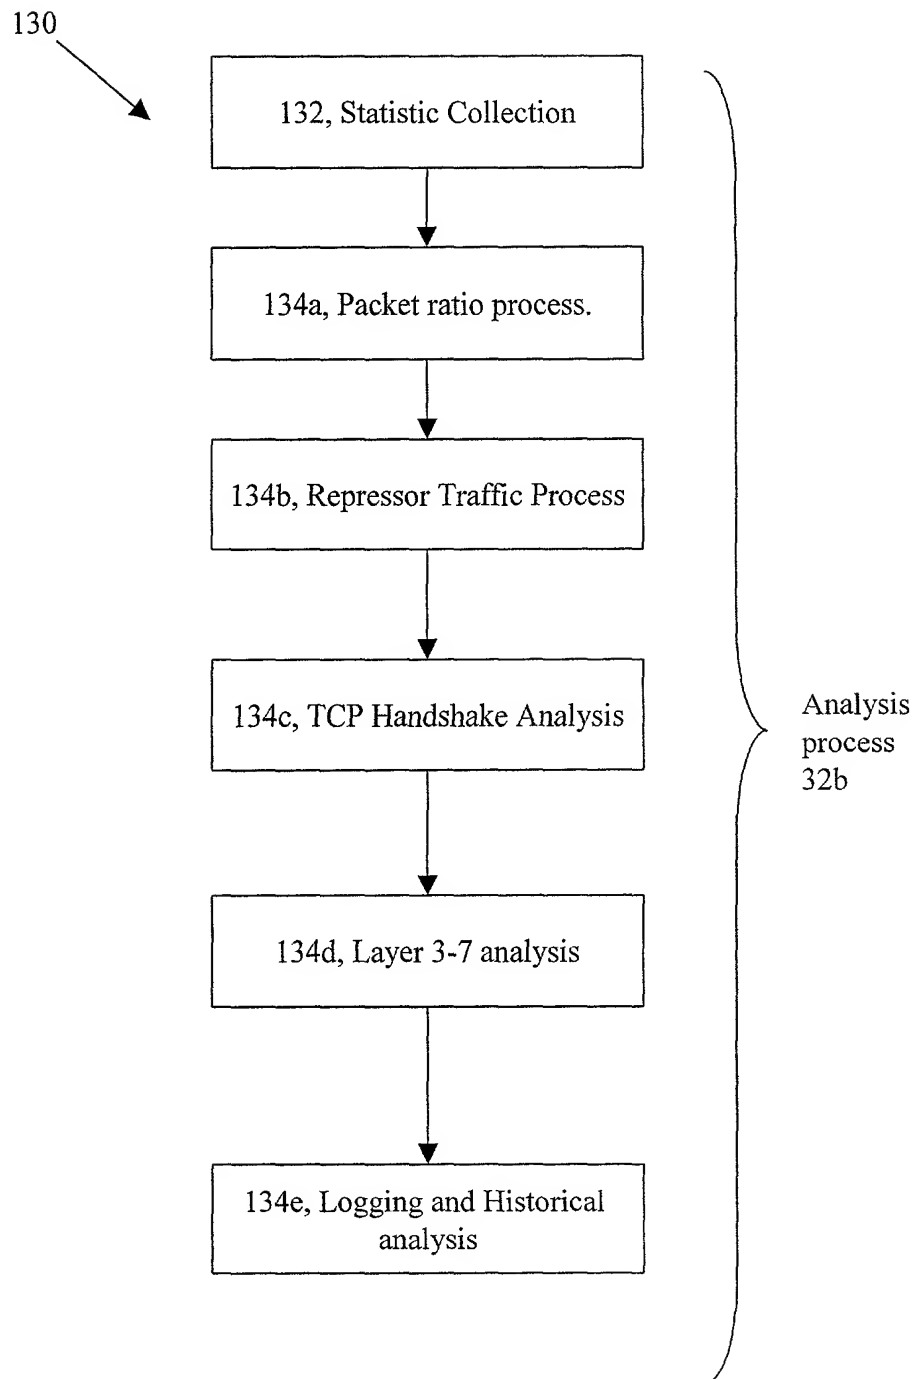 130
132, Statistic Collection
134a, Packet ratio process.
134b, Repressor Traffic Process
134c, TCP Handshake Analysis
Analysis
process
32b
134d, Layer 3-7 analysis
134e, Logging and Historical
analysis